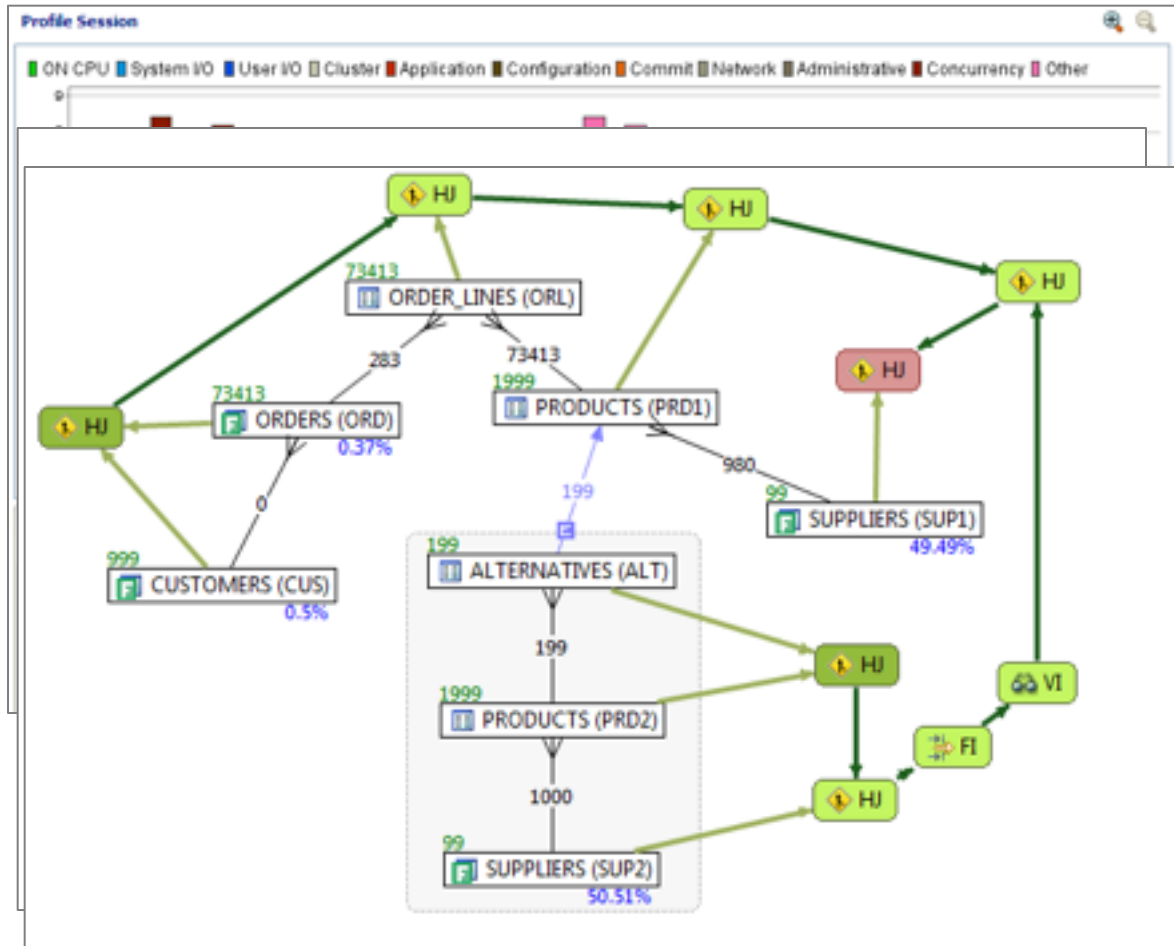 Profile Session
ON CPU System I/O User I/O Cluster Application Configuration Commit Network Administrative Concurrency Other
9
HJ
HJ
HJ
73413
ORDER_LINES (ORL)
283
73413
HJ
1999
PRODUCTS (PRD1)
73413
ORDERS (ORD)
0.37%
HJ
980
199
0
99
SUPPLIERS (SUP1)
49.49%
999
CUSTOMERS (CUS)
0.5%
199
ALTERNATIVES (ALT)
199
HJ
1999
PRODUCTS (PRD2)
VI
FI
1000
HJ
99
SUPPLIERS (SUP2)
50.51%